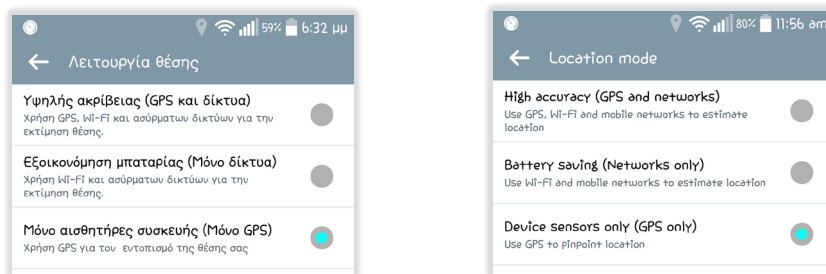 59% 6:32 μμ
Λειτουργία θέσης
Υψηλής ακρίβειας (GPS και δίκτυα)
Χρήση GPS, Wi-Fi και ασύρματων δικτύων για την
εκτίμηση θέσης.
Εξοικονόμηση μπαταρίας (Μόνο δίκτυα)
Χρήση Wi-Fi και ασύρματων δικτύων για την
εκτίμηση θέσης.
Μόνο αισθητήρες συσκευής (Μόνο GPS)
Χρήση GPS για τον εντοπισμό της θέσης σας
80% 11:56 am
Location mode
High accuracy (GPS and networks)
Use GPS, Wi-Fi and mobile networks to estimate
location
Battery saving (Networks only)
Use Wi-Fi and mobile networks to estimate location
Device sensors only (GPS only)
Use GPS to pinpoint location